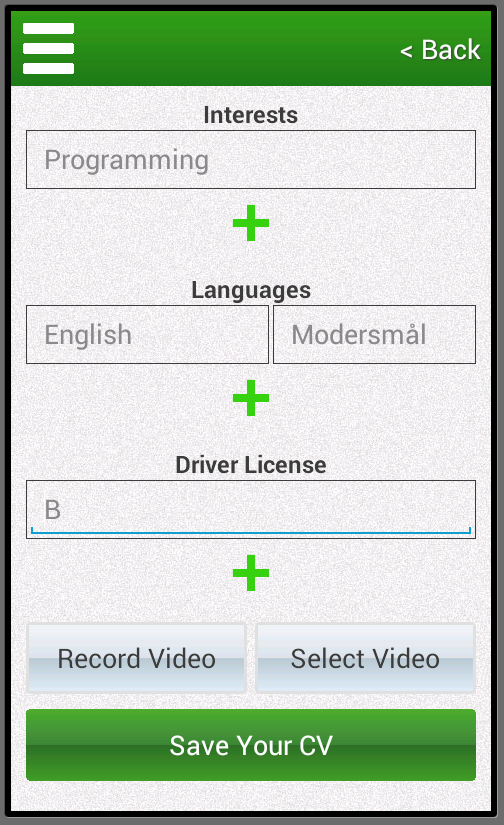 < Back
Interests
Programming
Languages
English Modersmål
Driver License
B
Record Video Select Video
Save Your CV